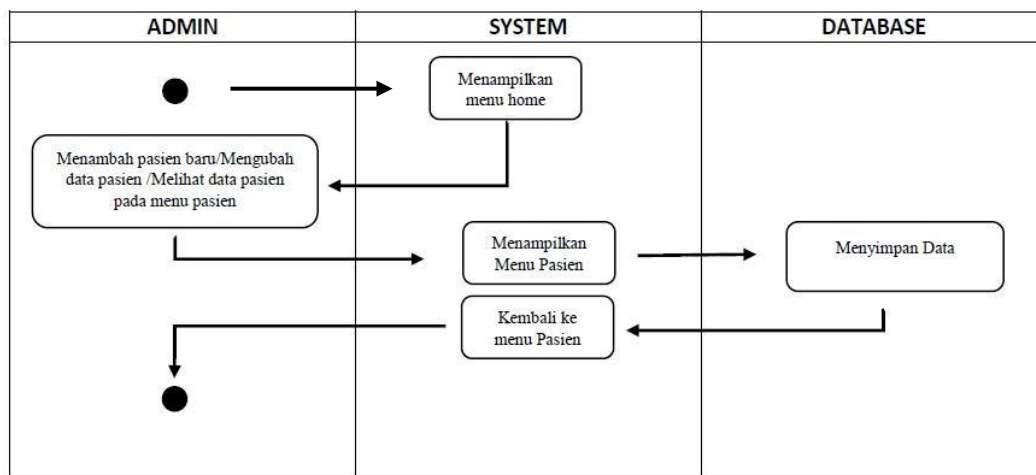 ADMIN
SYSTEM
DATABASE
Menampilkan
menu home
Menambah pasien baru/Mengubah
data pasien /Melihat data pasien
pada menu pasien
Menampilkan
Menu Pasien
Menyimpan Data
Kembali ke
menu Pasien